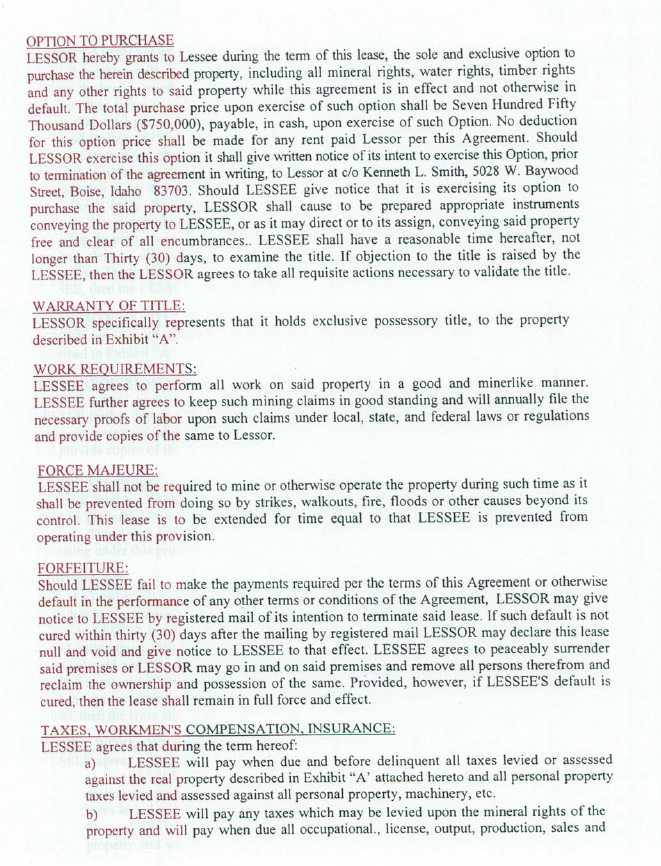 OPTION TO PURCHASE
LESSOR hereby grants to Lessee during the term of this lease, the sole and exclusive option to
purchase the herein described property, including all mineral rights, water rights, timber rights
and any other rights to said property while this agreement is in effect and not otherwise in
default. The total purchase price upon exercise of such option shall be Seven Hundred Fifty
Thousand Dollars ($750,000), payable, in cash, upon exercise of such Option. No deduction
for this option price shall be made for any rent paid Lessor per this Agreement. Should
LESSOR exercise this option it shall give written notice of its intent to exercise this Option, prior
to termination of the agreement in writing, to Lessor at c/o Kenneth L. Smith, 5028 W. Baywood
Street, Boise, Idaho 83703. Should LESSEE give notice that it is exercising its option to
purchase the said property, LESSOR shall cause to be prepared appropriate instruments
conveying the property to LESSEE, or as it may direct or to its assign, conveying said property
free and clear of all encumbrances.. LESSEE shall have a reasonable time hereafter, not
longer than Thirty (30) days, to examine the title. If objection to the title is raised by the
LESSEE, then the LESSOR agrees to take all requisite actions necessary to validate the title.
WARRANTY OF TITLE:
LESSOR specifically represents that it holds exclusive possessory title, to the property
described in Exhibit "A".
WORK REQUIREMENTS:
LESSEE agrees to perform all work on said property in a good and minerlike manner.
LESSEE further agrees to keep such mining claims in good standing and will annually file the
necessary proofs of labor upon such claims under local, state, and federal laws or regulations
and provide copies of the same to Lessor.
FORCE MAJEURE:
LESSEE shall not be required to mine or otherwise operate the property during such time as it
shall be prevented from doing so by strikes, walkouts, fire, floods or other causes beyond its
control. This lease is to be extended for time equal to that LESSEE is prevented from
operating under this provision.
FORFEITURE:
Should LESSEE fail to make the payments required per the terms of this Agreement or otherwise
default in the performance of any other terms or conditions of the Agreement, LESSOR may give
notice to LESSEE by registered mail of its intention to terminate said lease. If such default is not
cured within thirty (30) days after the mailing by registered mail LESSOR may declare this lease
null and void and give notice to LESSEE to that effect. LESSEE agrees to peaceably surrender
said premises or LESSOR may go in and on said premises and remove all persons therefrom and
reclaim the ownership and possession of the same. Provided, however, if LESSEE'S default is
cured, then the lease shall remain in full force and effect.
TAXES, WORKMEN'S COMPENSATION, INSURANCE:
LESSEE agrees that during the term hereof:
a) LESSEE will pay when due and before delinquent all taxes levied or assessed
against the real property described in Exhibit "A' attached hereto and all personal property
taxes levied and assessed against all personal property, machinery, etc.
b) LESSEE will pay any taxes which may be levied upon the mineral rights of the
property and will pay when due all occupational., license, output, production, sales and